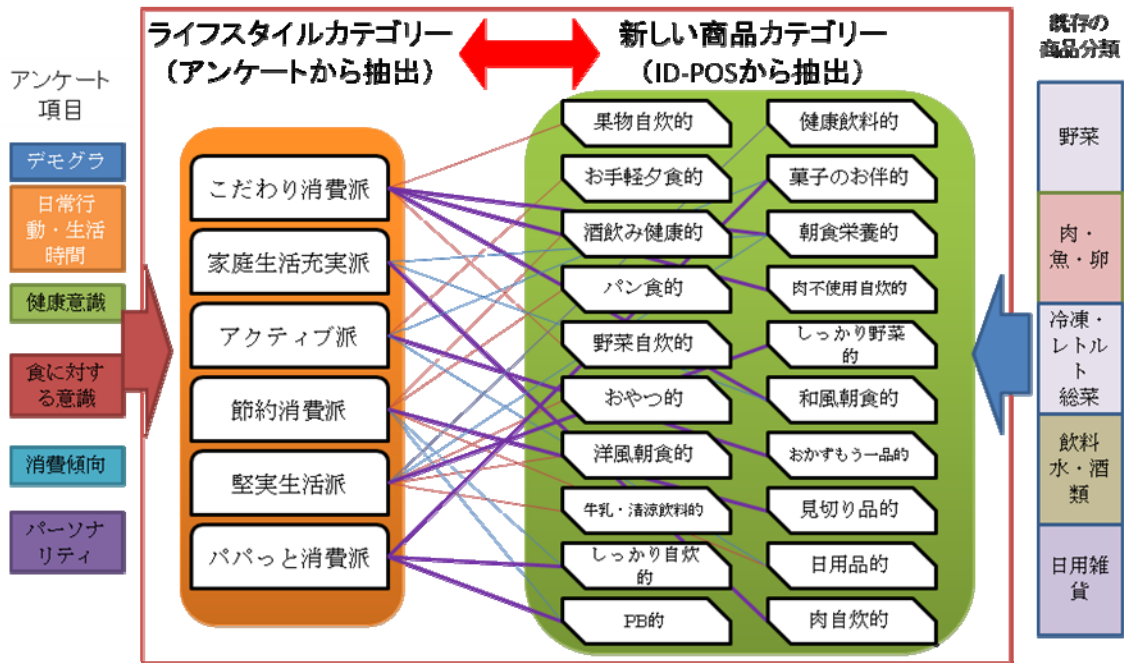 ライフスタイルカテゴリー
(アンケートから抽出)
新しい商品カテゴリー
(ID-POSから抽出)
既存の
商品分類
アンケート
項目
デモグラ
日常行
動・生活
時間
健康意識
食に対す
る意識
消費傾向
パーソナ
リティ
こだわり消費派
家庭生活充実派
アクティブ派
節約消費派
堅実生活派
パパっと消費派
果物自炊的
お手軽夕食的
酒飲み健康的
パン食的
野菜自炊的
おやつ的
洋風朝食的
牛乳・清涼飲料的
しっかり自炊
的
PB的
健康飲料的
菓子のお伴的
朝食栄養的
肉不使用自炊的
しっかり野菜
的
和風朝食的
おかずもう一品的
見切り品的
日用品的
肉自炊的
野菜
肉・
魚・卵
冷凍・
レトル
ト
総菜
飲料
水・酒
類
日用雑
貨